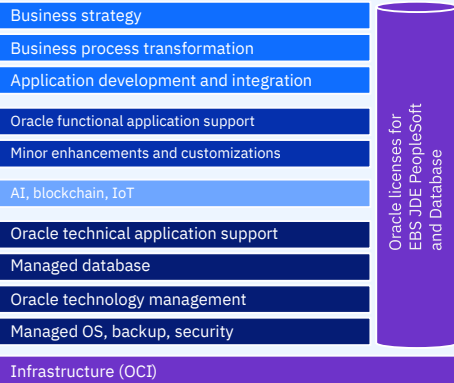 Business strategy
Business process transformation
Application development and integration
Oracle functional application support
Minor enhancements and customizations
AI, blockchain, IoT
Oracle technical application support
Managed database
Oracle technology management
Managed OS, backup, security
Infrastructure (OCI)
Oracle licenses for
EBS JDE PeopleSoft
and Database